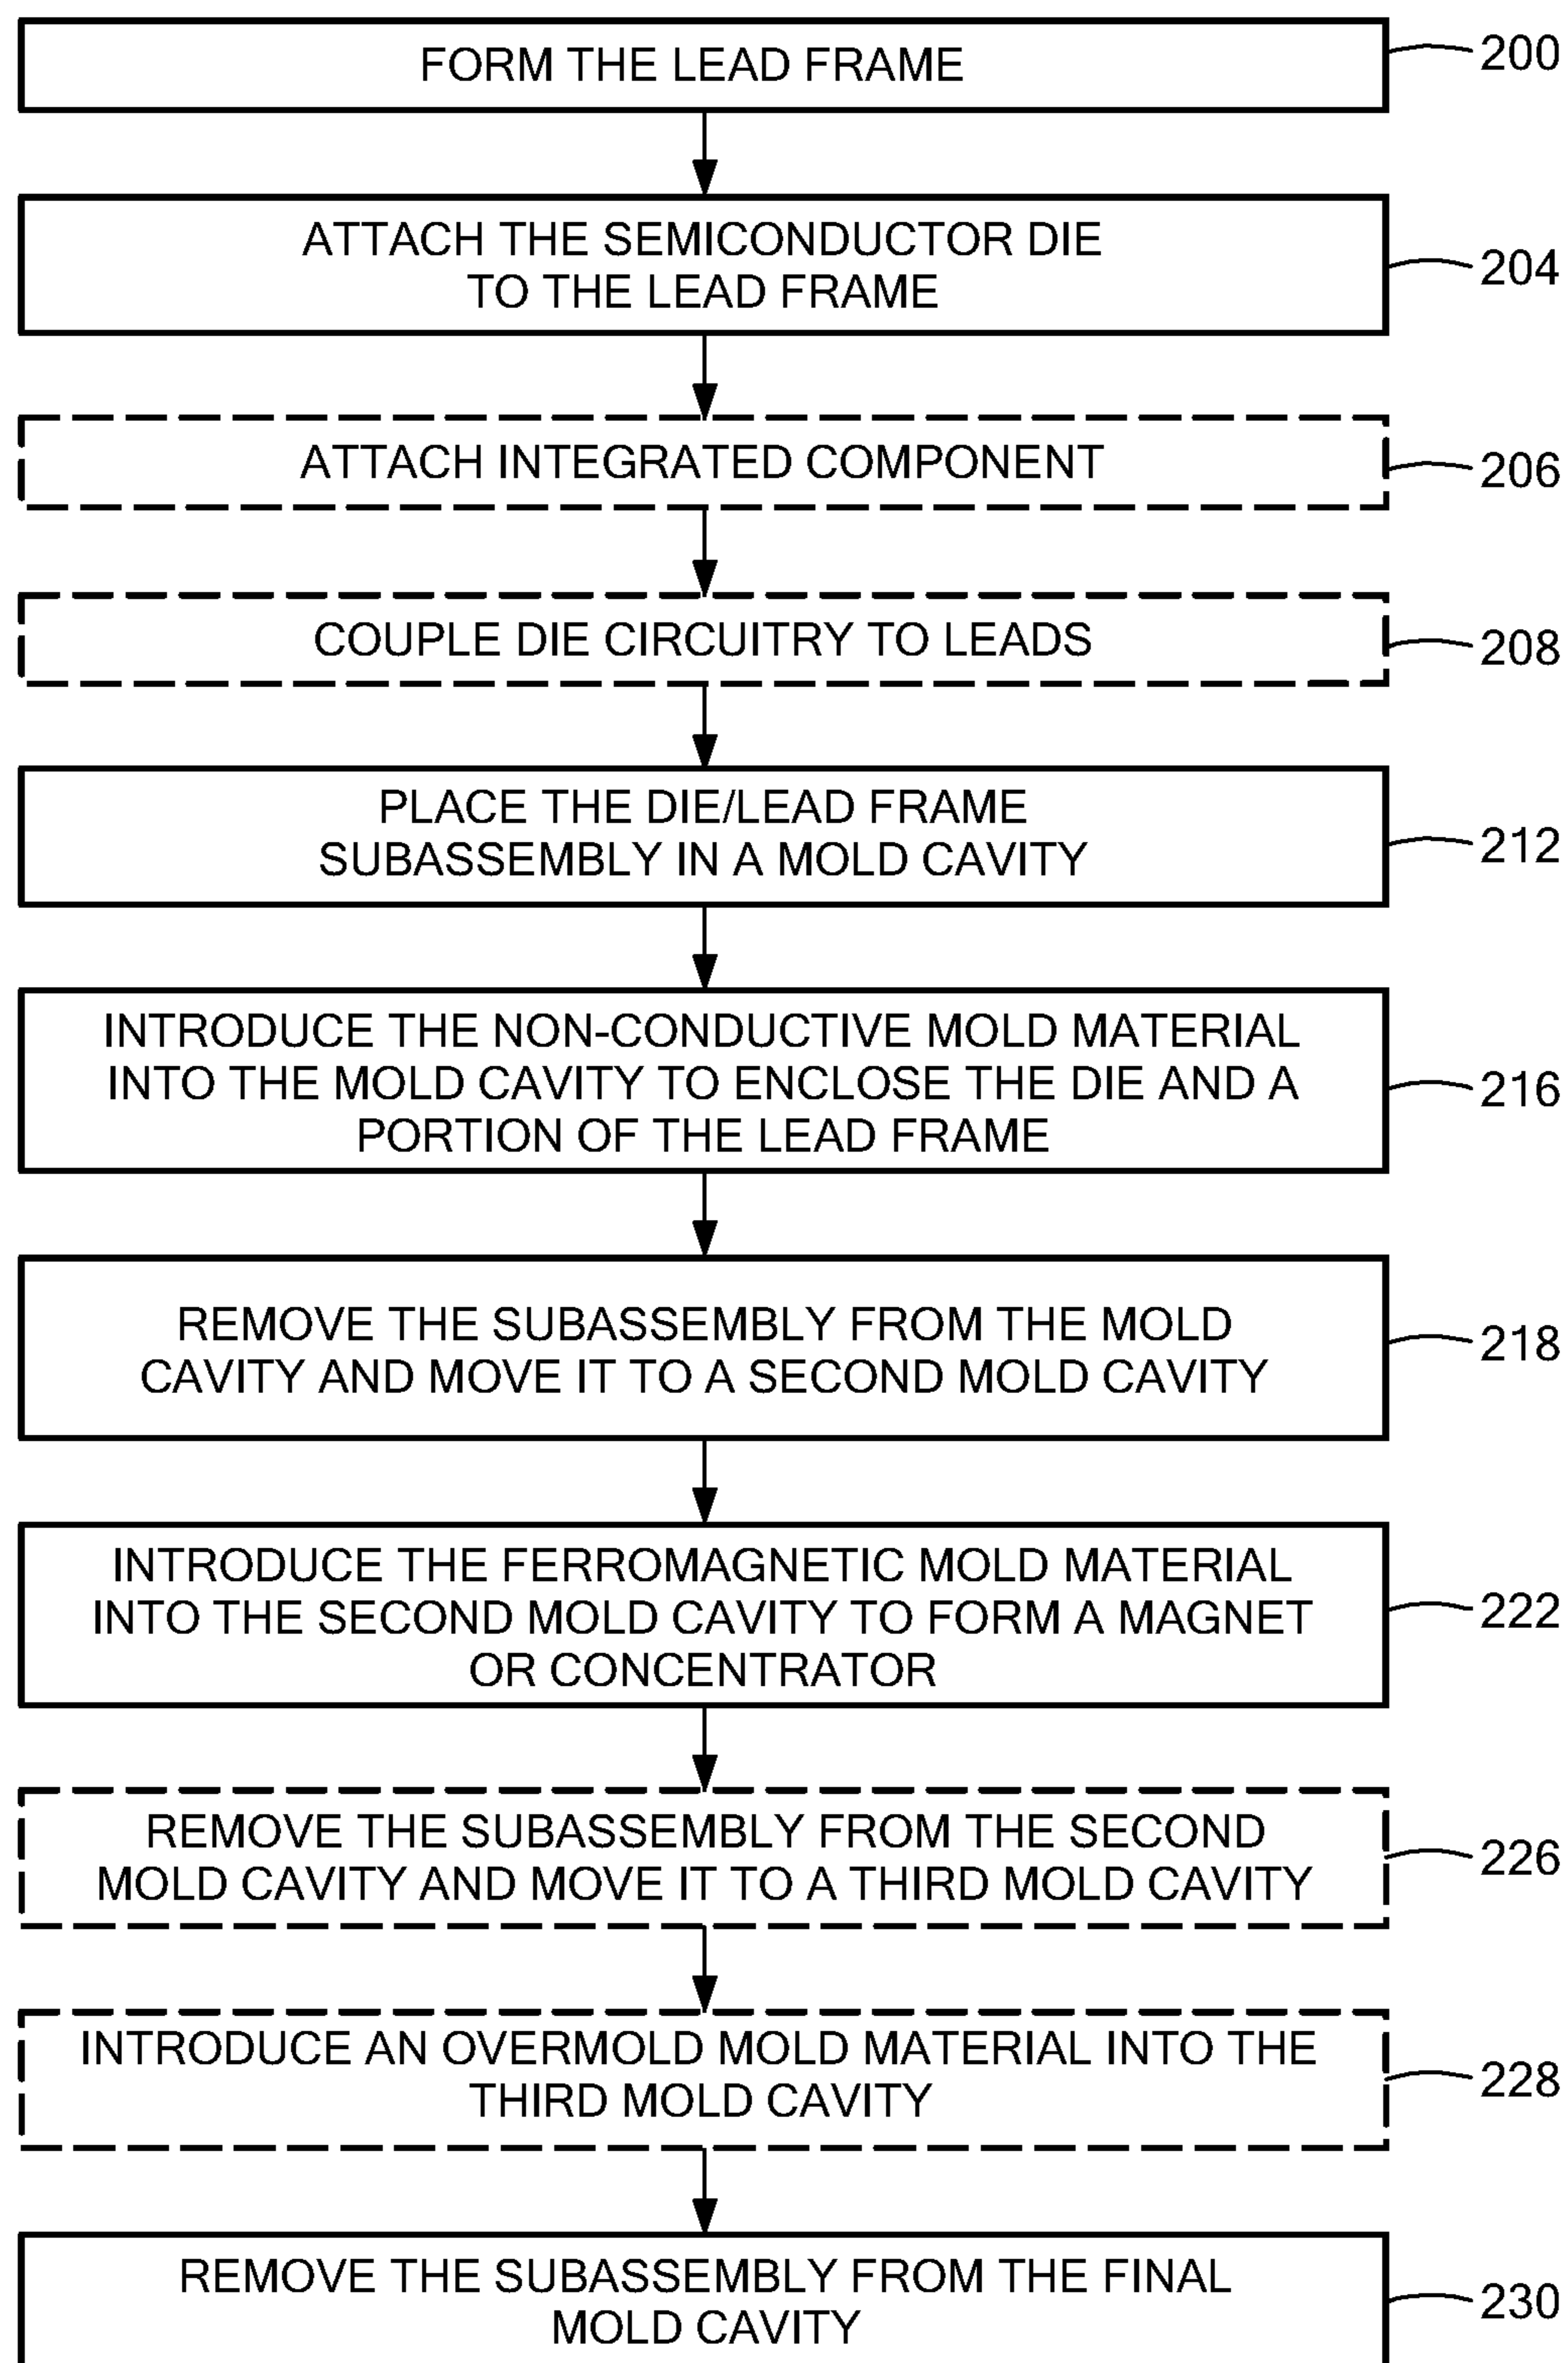 FORM THE LEAD FRAME
200
ATTACH THE SEMICONDUCTOR DIE
TO THE LEAD FRAME
204
ATTACH INTEGRATED COMPONENT
206
COUPLE DIE CIRCUITRY TO LEADS
208
PLACE THE DIE/LEAD FRAME
SUBASSEMBLY IN A MOLD CAVITY
212
INTRODUCE THE NON-CONDUCTIVE MOLD MATERIAL
INTO THE MOLD CAVITY TO ENCLOSE THE DIE AND A
PORTION OF THE LEAD FRAME
216
REMOVE THE SUBASSEMBLY FROM THE MOLD
CAVITY AND MOVE IT TO A SECOND MOLD CAVITY
218
INTRODUCE THE FERROMAGNETIC MOLD MATERIAL
INTO THE SECOND MOLD CAVITY TO FORM A MAGNET
OR CONCENTRATOR
222
REMOVE THE SUBASSEMBLY FROM THE SECOND
MOLD CAVITY AND MOVE IT TO A THIRD MOLD CAVITY
226
INTRODUCE AN OVERMOLD MOLD MATERIAL INTO THE
THIRD MOLD CAVITY
228
REMOVE THE SUBASSEMBLY FROM THE FINAL
MOLD CAVITY
230